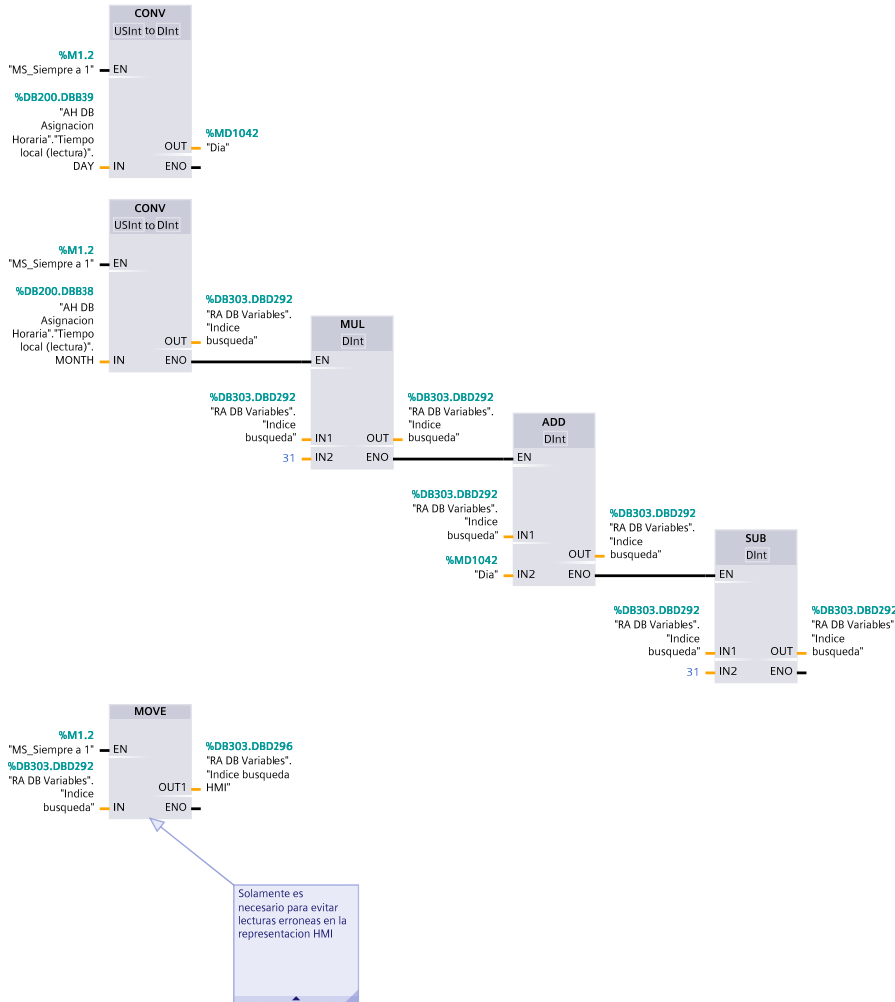 CONV
USInt to DInt
%M1.2
"MS_Siempre a 1"
EN
%DB200.DBB39
"AH DB
Asignacion
Horaria"."Tiempo
local (lectura)".
DAY
IN
OUT
%MD1042
"Dia"
ENO
CONV
USInt to DInt
%M1.2
"MS_Siempre a 1"
EN
%DB200.DBB38
"AH DB
Asignacion
Horaria"."Tiempo
local (lectura)".
MONTH
IN
%DB303.DBD292
"RA DB Variables".
"Indice
busqueda"
OUT
ENO
MUL
DInt
EN
%DB303.DBD292
"RA DB Variables".
"Indice
busqueda"
IN1
31
IN2
%DB303.DBD292
"RA DB Variables".
"Indice
busqueda"
OUT
ENO
ADD
DInt
EN
%DB303.DBD292
"RA DB Variables".
"Indice
busqueda"
IN1
%MD1042
"Dia"
IN2
%DB303.DBD292
"RA DB Variables".
"Indice
busqueda"
OUT
ENO
SUB
DInt
EN
%DB303.DBD292
"RA DB Variables".
"Indice
busqueda"
IN1
31
IN2
%DB303.DBD292
"RA DB Variables"
"Indice
busqueda"
OUT
ENO
MOVE
%M1.2
"MS_Siempre a 1"
EN
%DB303.DBD292
"RA DB Variables".
"Indice
busqueda"
IN
%DB303.DBD296
"RA DB Variables".
"Indice busqueda
HMI"
OUT1
ENO
Solamente es
necesario para evitar
lecturas erroneas en la
representacion HMI